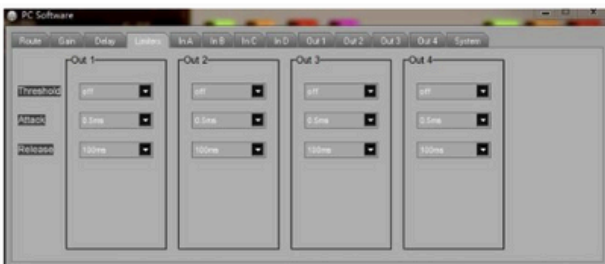 PC Software
Route Gain Delay Limiters In A In B In C In D Out 1 Out 2 Out 3 Out 4 System
Out 1 Out 2 Out 3 Out 4
Threshold off off off off
Attack 0.5ms 0.5ms 0.5ms 0.5ms
Release 100ms 100ms 100ms 100ms